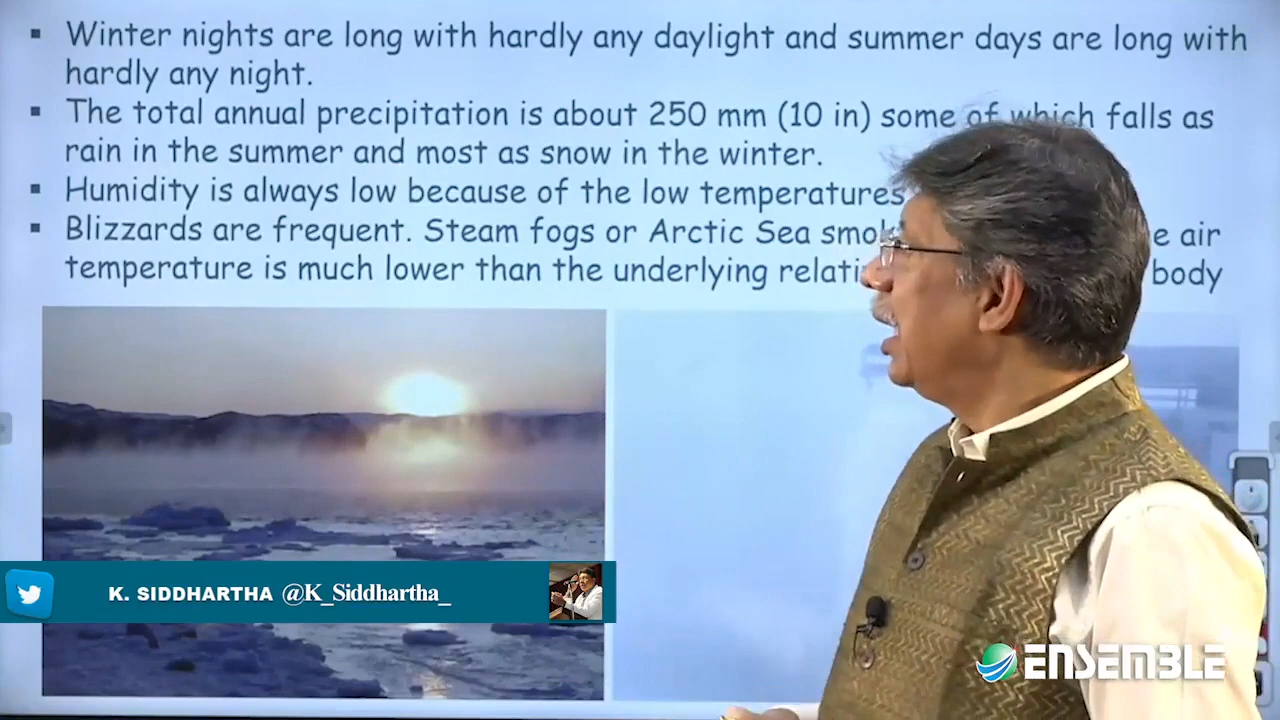 ▪ Winter nights are long with hardly any daylight and summer days are long with
hardly any night.
▪ The total annual precipitation is about 250 mm (10 in) some of which falls as
rain in the summer and most as snow in the winter.
▪ Humidity is always low because of the low temperatures
▪ Blizzards are frequent. Steam fogs or Arctic Sea air
temperature is much lower than the underlying body
K. SIDDHARTHA @K_Siddhartha_
ENSEMBLE